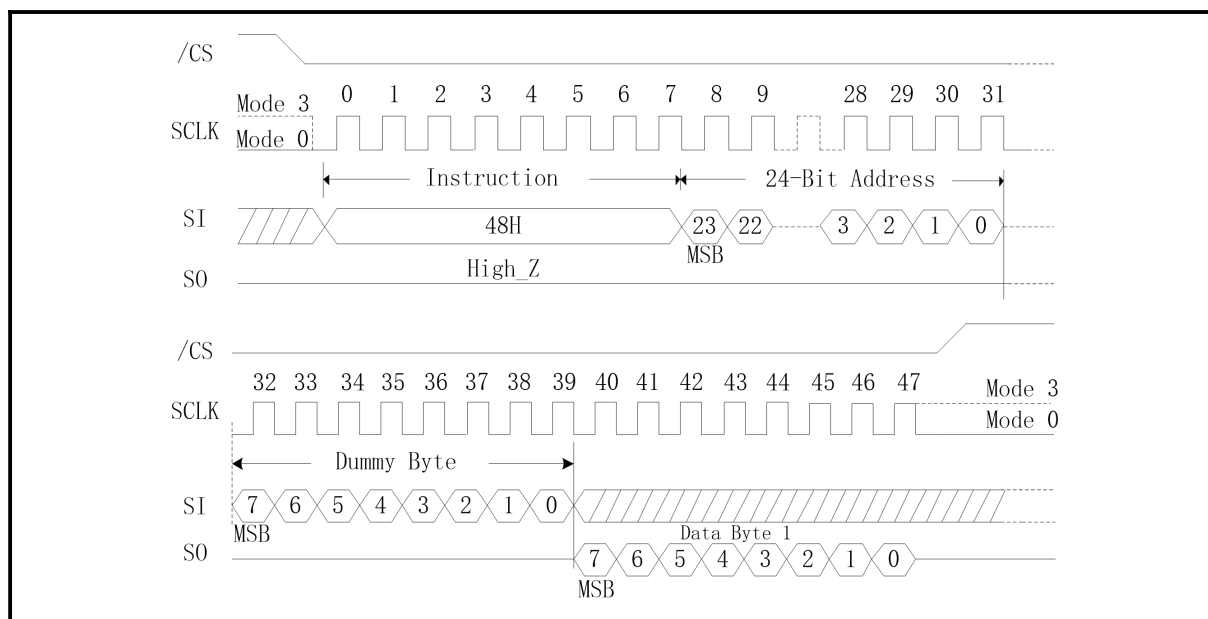 /CS
Mode 3 0 1 2 3 4 5 6 7 8 9 28 29 30 31
SCLK
Mode 0
Instruction 24-Bit Address
SI 48H 23 22 3 2 1 0
MSB
High_Z
SO
/CS
32 33 34 35 36 37 38 39 40 41 42 43 44 45 46 47
Mode 3
SCLK
Mode 0
Dummy Byte
SI 7 6 5 4 3 2 1 0
MSB
Data Byte 1
SO 7 6 5 4 3 2 1 0
MSB